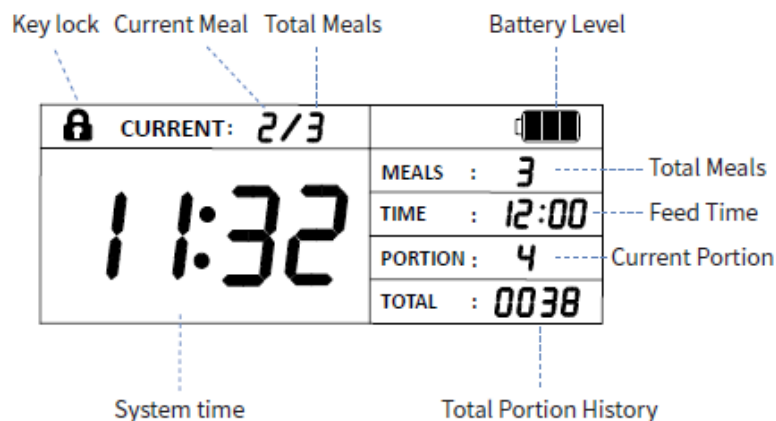 Key lock Current Meal Total Meals Battery Level
CURRENT: 2/3
MEALS : 3 Total Meals
11:32
TIME : 12:00 Feed Time
PORTION : 4 Current Portion
TOTAL : 0038
System time Total Portion History